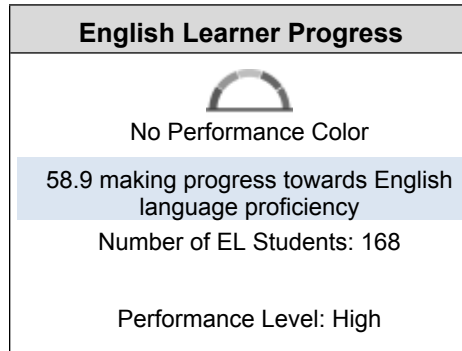 English Learner Progress
No Performance Color
58.9 making progress towards English
language proficiency
Number of EL Students: 168
Performance Level: High